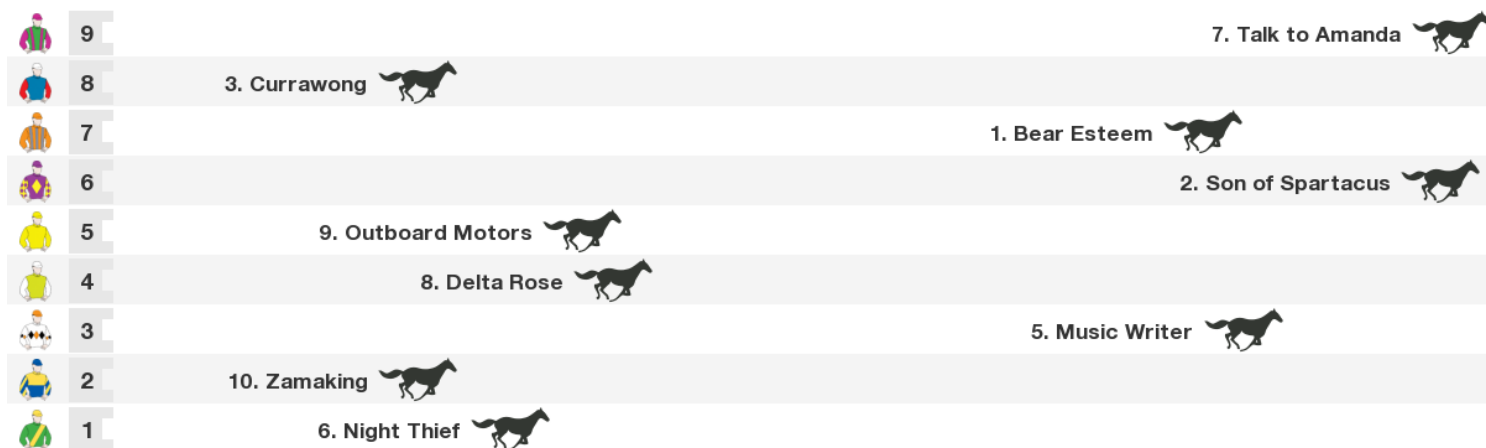 9 7. Talk to Amanda
8 3. Currawong
7 1. Bear Esteem
6 2. Son of Spartacus
5 9. Outboard Motors
4 8. Delta Rose
3 5. Music Writer
2 10. Zamaking
1 6. Night Thief